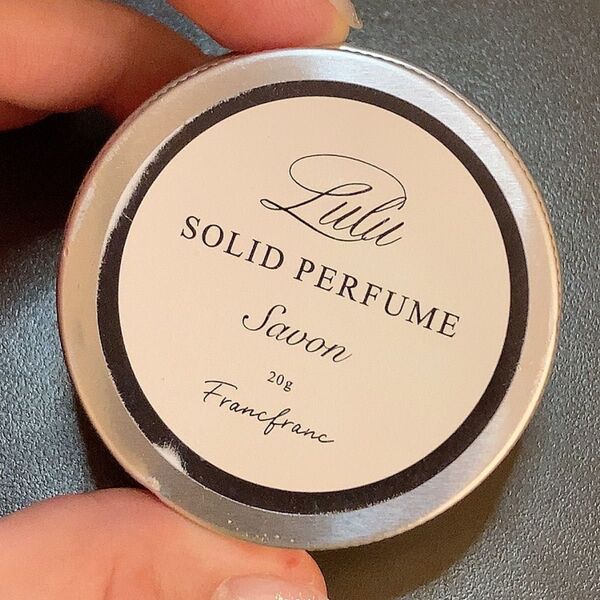 Lulu
SOLID PERFUME
Savon
20g
Francfranc